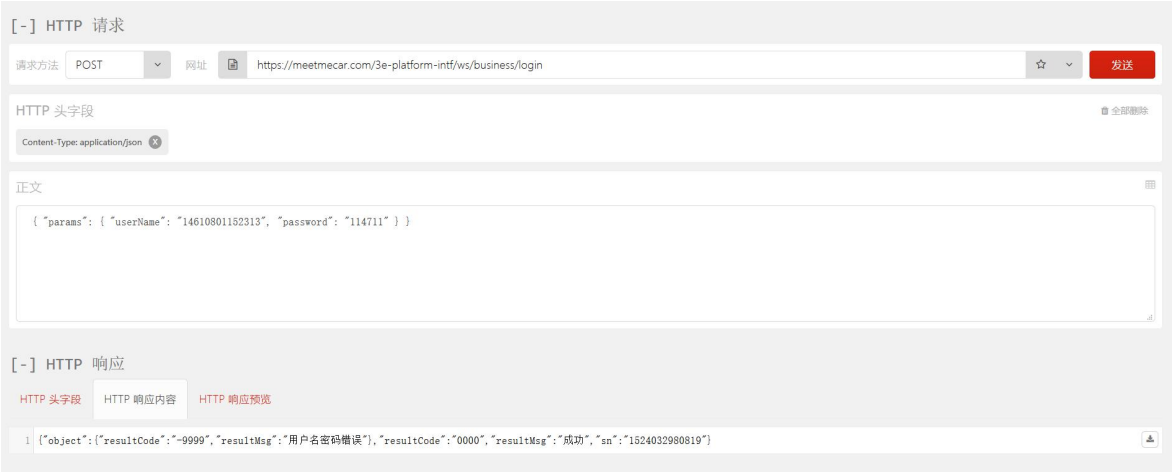 [-] HTTP 请求
请求方法 POST 网址 https://meetmecar.com/3e-platform-intf/ws/business/login 发送
HTTP 头字段 全部删除
Content-Type: application/json X
正文
{ "params": { "userName": "14610801152313", "password": "114711" } }
[-] HTTP 响应
HTTP 头字段 HTTP 响应内容 HTTP 响应预览
1 {"object":{"resultCode":"-9999","resultMsg":"用户名密码错误"},"resultCode":"0000","resultMsg":"成功","sn":"1524032980819"}